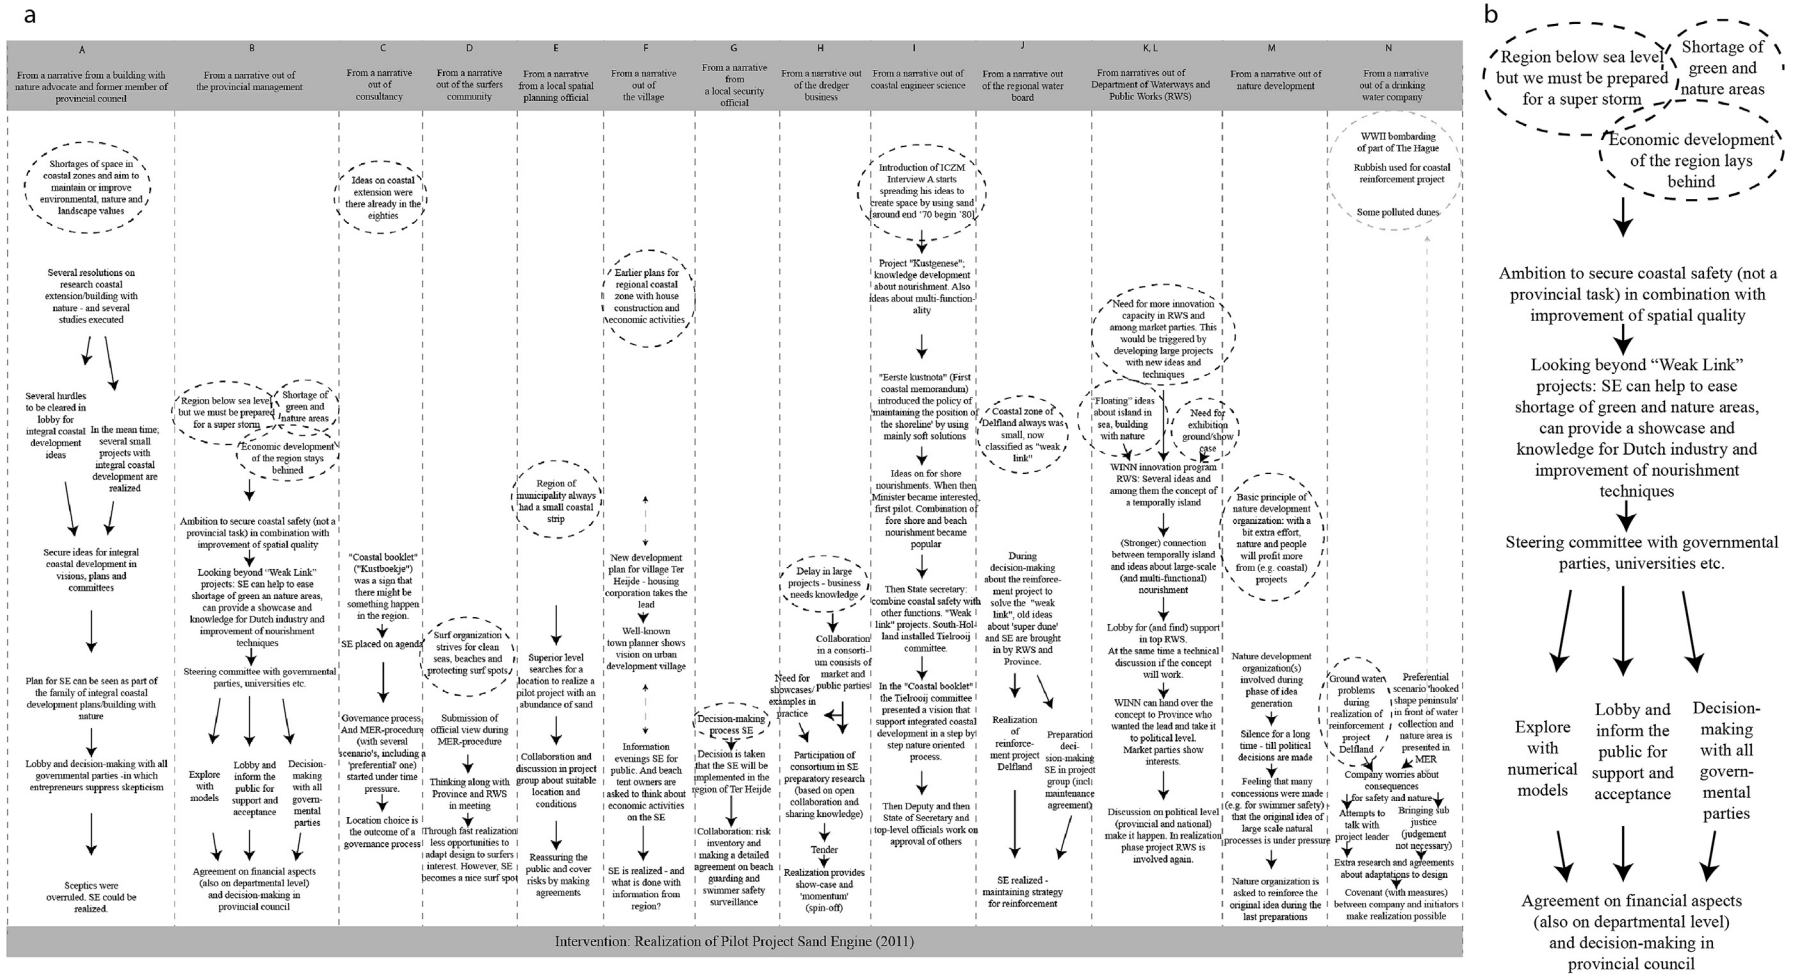 a
A
From a narrative from a building with
nature advocate and former member of
provincial council
Shortages of space in
coastal zones and aim to
maintain or improve
environmental, nature and
landscape values
Several resolutions on
research coastal
extension/building with
nature - and several
studies executed
Several hurdles
to be cleared in
lobby for
integral coastal
development
ideas
In the mean time;
several small
projects with
integral coastal
development are
realized
Secure ideas for integral
coastal development in
visions, plans and
committees
Plan for SE can be seen as part of
the family of integral coastal
development plans/building with
nature
Lobby and decision-making with all
governmental parties -in which
entrepreneurs suppress skepticism
Sceptics were
overruled. SE could be
realized.
B
From a narrative out of
the provincial management
Region below sea level
but we must be prepared
for a super storm
Shortage of
green and
nature areas
Economic development
of the region stays
behined
Ambition to secure coastal safety (not a
provincial task) in combination with
improvement of spatial quality
Looking beyond “Weak Link”
projects: SE can help to ease
shortage of green an nature areas,
can provide a showcase and
knowledge for Dutch industry and
improvement of nourishment
techniques
Steering committee with governmental
parties, universities etc.
Explore
with
models
Lobby and
inform the
public for
support and
acceptance
Decision-
making
with all
govern-
mental
parties
Agreement on financial aspects
(also on departmental level)
and decision-making in
provincial council
C
From a narrative
out of
consultancy
Ideas on coastal
extension were
there already in the
eighties
"Coastal booklet"
("Kustboekje")
was a sign that
there might be
something happen
in the region.
SE placed on agenda
Governance process,
And MER-procedure
(with several
scenario's, including a
'preferential' one)
started under time
pressure.
Location choice is
the outcome of a
governance process
D
From a narrative
out of the surfers
community
Surf organization
strives for clean
seas, beaches and
protecting surf spots
Submission of
official view during
MER-procedure
Thinking along with
Province and RWS
in meeting
Through fast realization
less opportunities to
adapt design to surfers
interest. However, SE
becomes a nice surf spot
E
From a narrative
from a local spatial
planning official
Region of
municipality always
had a small coastal
strip
Superior level
searches for a
location to realize a
pilot project with an
abundance of sand
Collaboration and
discussion in project
group about suitable
location and
conditions
Reassuring the
public and cover
risks by making
agreements
F
From a narrative
out of
the village
Earlier plans for
regional coastal
zone with house
construction and
economic activities
New development
plan for village Ter
Heijde - housing
corporation takes the
lead
Well-known
town planner shows
vision on urban
development village
Information
evenings SE for
public. And beach
tent owners are
asked to think about
economic activities
on the SE
SE is realized - and
what is done with
information from
region?
G
From a narrative
from
a local security
official
Decision-making
process SE
Decision is taken
that the SE will be
implemented in the
region of Ter Heijde
Collaboration: risk
inventory and
making a detailed
agreement on beach
guarding and
swimmer safety
surveillance
H
From a narrative out
of the dredger
business
Delay in large
projects - business
needs knowledge
Collaboration
in a consorti-
um consists of
market and
public parties
Need for
showcases/
examples in
practice
Participation of
consortium in SE
preparatory research
(based on open
collaboration and
sharing knowledge)
Tender
Realization provides
show-case and
'momentum'
(spin-off)
I
From a narrative out of
coastal engineer science
Introduction of ICZM
Interview A starts
spreading his ideas to
create space by using sand
(around end ‘70 begin ‘80)
Project "Kustgenese";
knowledge development
about nourishment. Also
ideas about multi-function-
ality
"Eerste kustnota" (First
coastal memorandum)
introduced the policy of
'maintaining the position of
the shoreline' by using
mainly soft solutions
Ideas on for shore
nourishments. When then
Minister became interested,
first pilot. Combination of
fore shore and beach
nourishment became
popular
Then State secretary:
combine coastal safety with
other functions. "Weak
link" projects. South-Hol-
land installed Tielrooij
committee.
In the "Coastal booklet"
the Tielrooij committee
presented a vision that
support integrated coastal
development in a step by
step nature oriented
process.
Then Deputy and then
State of Secretary and
top-level officials work on
approval of others
J
From a narrative out
of the regional water
board
Coastal zone of
Delfland always was
small, now
classified as "weak
link"
During
decision-making
about the reinforce-
ment project to
solve the "weak
link", old ideas
about 'super dune'
and SE are brought
in by RWS and
Province.
Realization
of
reinforce-
ment project
Delfland
Preparation
deci-
sion-making
SE in project
group (incl.
maintenance
agreement)
SE realized -
maintaining strategy
for reinforcement
K, L
From narratives out of
Department of Waterways and
Public Works (RWS)
Need for more innovation
capacity in RWS and
among market parties. This
would be triggered by
developing large projects
with new ideas and
techniques
"Floating" ideas
about island in
sea, building
with nature
Need for
exhibition
ground/show
case
WINN innovation program
RWS: Several ideas and
among them the concept of
a temporally island
(Stronger) connection
between temporally island
and ideas about large-scale
(and multi-functional)
nourishment
Lobby for (and find) support
in top RWS.
At the same time a technical
discussion if the concept
will work.
WINN can hand over the
concept to Province who
wanted the lead and take it
to political level.
Market parties show
interests.
Discussion on political level
(provincial and national)
make it happen. In realization
phase project RWS is
involved again.
M
From a narrative out of
nature development
Basic principle of
nature development
organization: with a
bit extra effort,
nature and people
will profit more
from (e.g. coastal)
projects
Nature development
organization(s)
involved during
phase of idea
generation
Silence for a long
time - till political
decisions are made
Feeling that many
concessions were made
(e.g. for swimmer safety) -
that the original idea of
large scale natural
processes is under pressure
Nature organization is
asked to reinforce the
original idea during the
last preparations
N
From a narrative
out of a drinking
water company
WWII bombarding
of part of The Hague
Rubbish used for coastal
reinforcement project
Some polluted dunes
Ground water
problems
during
realization of
reinforcement
project
Delfland
Preferential
scenario 'hooked
shape peninsula'
in front of water
collection and
nature area is
presented in
MER
Company worries about
consequences
for safety and nature
Attempts to
talk with
project leader
Bringing sub
justice
(judgement
not necessary)
Extra research and agreements
about adaptations to design
Covenant (with measures)
between company and initiators
make realization possible
Intervention: Realization of Pilot Project Sand Engine (2011)
b
Region below sea level
but we must be prepared
for a super storm
Shortage of
green and
nature areas
Economic development
of the region lays
behind
Ambition to secure coastal safety (not a
provincial task) in combination with
improvement of spatial quality
Looking beyond “Weak Link”
projects: SE can help to ease
shortage of green and nature areas,
can provide a showcase and
knowledge for Dutch industry and
improvement of nourishment
techniques
Steering committee with governmental
parties, universities etc.
Explore
with
numerical
models
Lobby and
inform the
public for
support and
acceptance
Decision-
making
with all
govern-
mental
parties
Agreement on financial aspects
(also on departmental level)
and decision-making in
provincial council